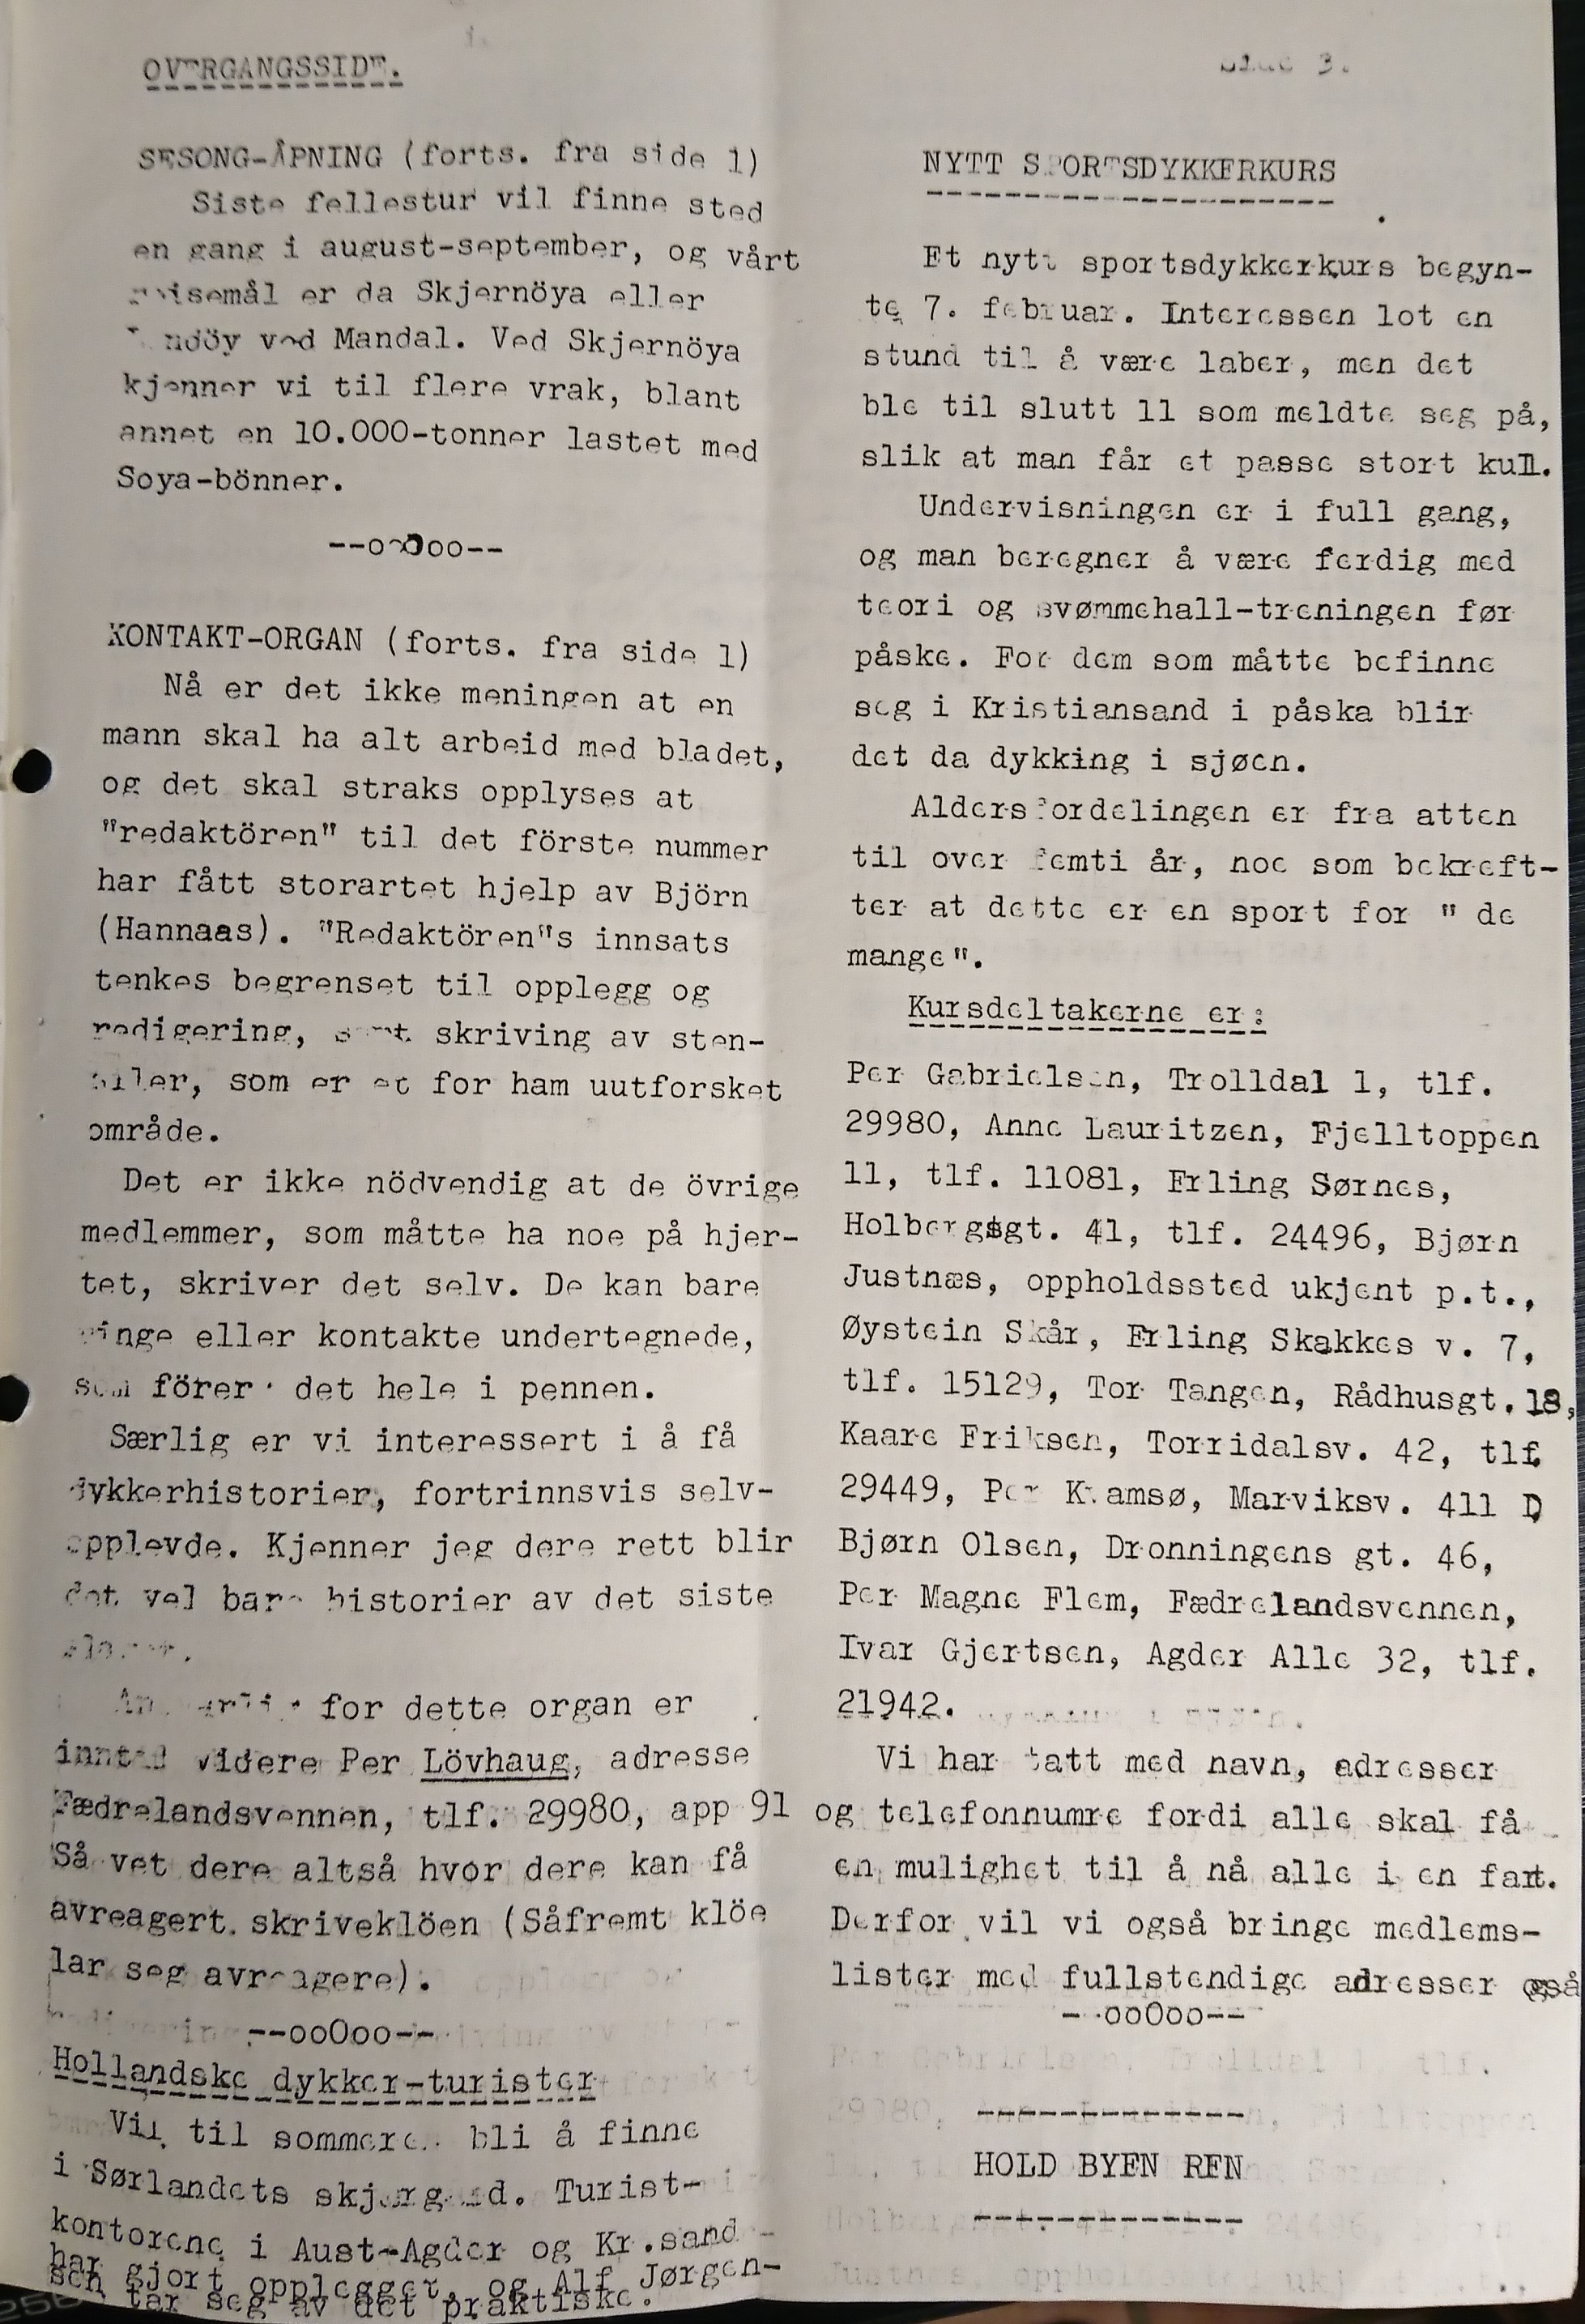 OVERGANGSSIDE.
SESONG-ÅPNING (forts. fra side 1)
Siste fellestur vil finne sted
en gang i august-september, og vårt
reisemål er da Skjernöya eller
ved Mandal. Ved Skjernöya
kjenner vi til flere vrak, blant
annet en 10.000-tonner lastet med
Soya-bönner.
--ooOoo--
KONTAKT-ORGAN (forts. fra side 1)
Nå er det ikke meningen at en
mann skal ha alt arbeid med bladet,
og det skal straks opplyses at
"redaktören" til det förste nummer
har fått storartet hjelp av Björn
(Hannaas). "Redaktören"s innsats
tenkes begrenset til opplegg og
redigering, samt skriving av sten-
siler, som er et for ham uutforsket
område.
Det er ikke nödvendig at de övrige
medlemmer, som måtte ha noe på hjer-
tet, skriver det selv. De kan bare
ringe eller kontakte undertegnede,
som förer det hele i pennen.
Særlig er vi interessert i å få
dykkerhistorier, fortrinnsvis selv-
opplevde. Kjenner jeg dere rett blir
det vel bare historier av det siste
slaget.
Ansvarlig for dette organ er
inntil videre Per Lövhaug, adresse
Fædrelandsvennen, tlf. 29980, app 91
Så vet dere altså hvor dere kan få
avreagert skriveklöen (Såfremt klöe
lar seg avreagere).
--ooOoo--
Hollandske dykker-turister
Vil til sommeren bli å finne
i Sørlandets skjærgård. Turist-
kontorene i Aust-Agder og Kr.sand
har gjort opplegget, og Alf Jørgen-
sen tar seg av det praktiske.
side 3.
NYTT SPORTSDYKKERKURS
Et nytt sportsdykkerkurs begyn-
te 7. februar. Interessen lot en
stund til å være laber, men det
ble til slutt 11 som meldte seg på,
slik at man får et passe stort kull.
Undervisningen er i full gang,
og man beregner å være ferdig med
teori og svømmehall-treningen før
påske. For dem som måtte befinne
seg i Kristiansand i påska blir
det da dykking i sjøen.
Aldersfordelingen er fra atten
til over femti år, noe som bekreft-
ter at dette er en sport for " de
mange".
Kursdeltakerne er:
Per Gabrielsen, Trolldal 1, tlf.
29980, Anne Lauritzen, Fjelltoppen
11, tlf. 11081, Erling Sørnes,
Holbergsgt. 41, tlf. 24496, Bjørn
Justnæs, oppholdssted ukjent p.t.,
Øystein Skår, Erling Skakkes v. 7,
tlf. 15129, Tor Tangen, Rådhusgt. 18,
Kaare Eriksen, Torridalsv. 42, tlf.
29449, Per Kvamsø, Marviksv. 411 D
Bjørn Olsen, Dronningens gt. 46,
Per Magne Flem, Fædrelandsvennen,
Ivar Gjertsen, Agder Alle 32, tlf.
21942.
Vi har tatt med navn, adresser
og telefonnumre fordi alle skal få
en mulighet til å nå alle i en fart.
Derfor vil vi også bringe medlems-
lister med fullstendige adresser også
--ooOoo--
HOLD BYEN REN